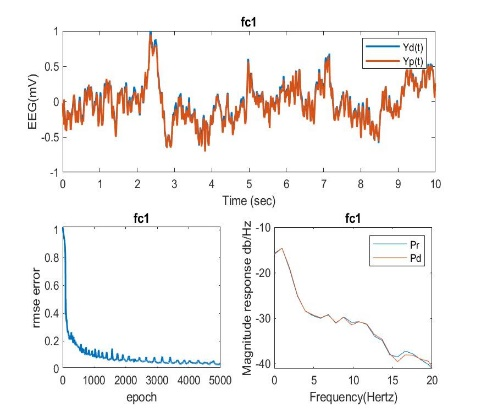 fc1
1
0.5
0
-0.5
-1
EEG(mV)
Yd(t)
Yp(t)
0 1 2 3 4 5 6 7 8 9 10
Time (sec)
fc1
1
0.8
0.6
0.4
0.2
0
rmse error
0 1000 2000 3000 4000 5000
epoch
fc1
-10
-20
-30
-40
Magnitude response db/Hz
Pr
Pd
0 5 10 15 20
Frequency(Hertz)